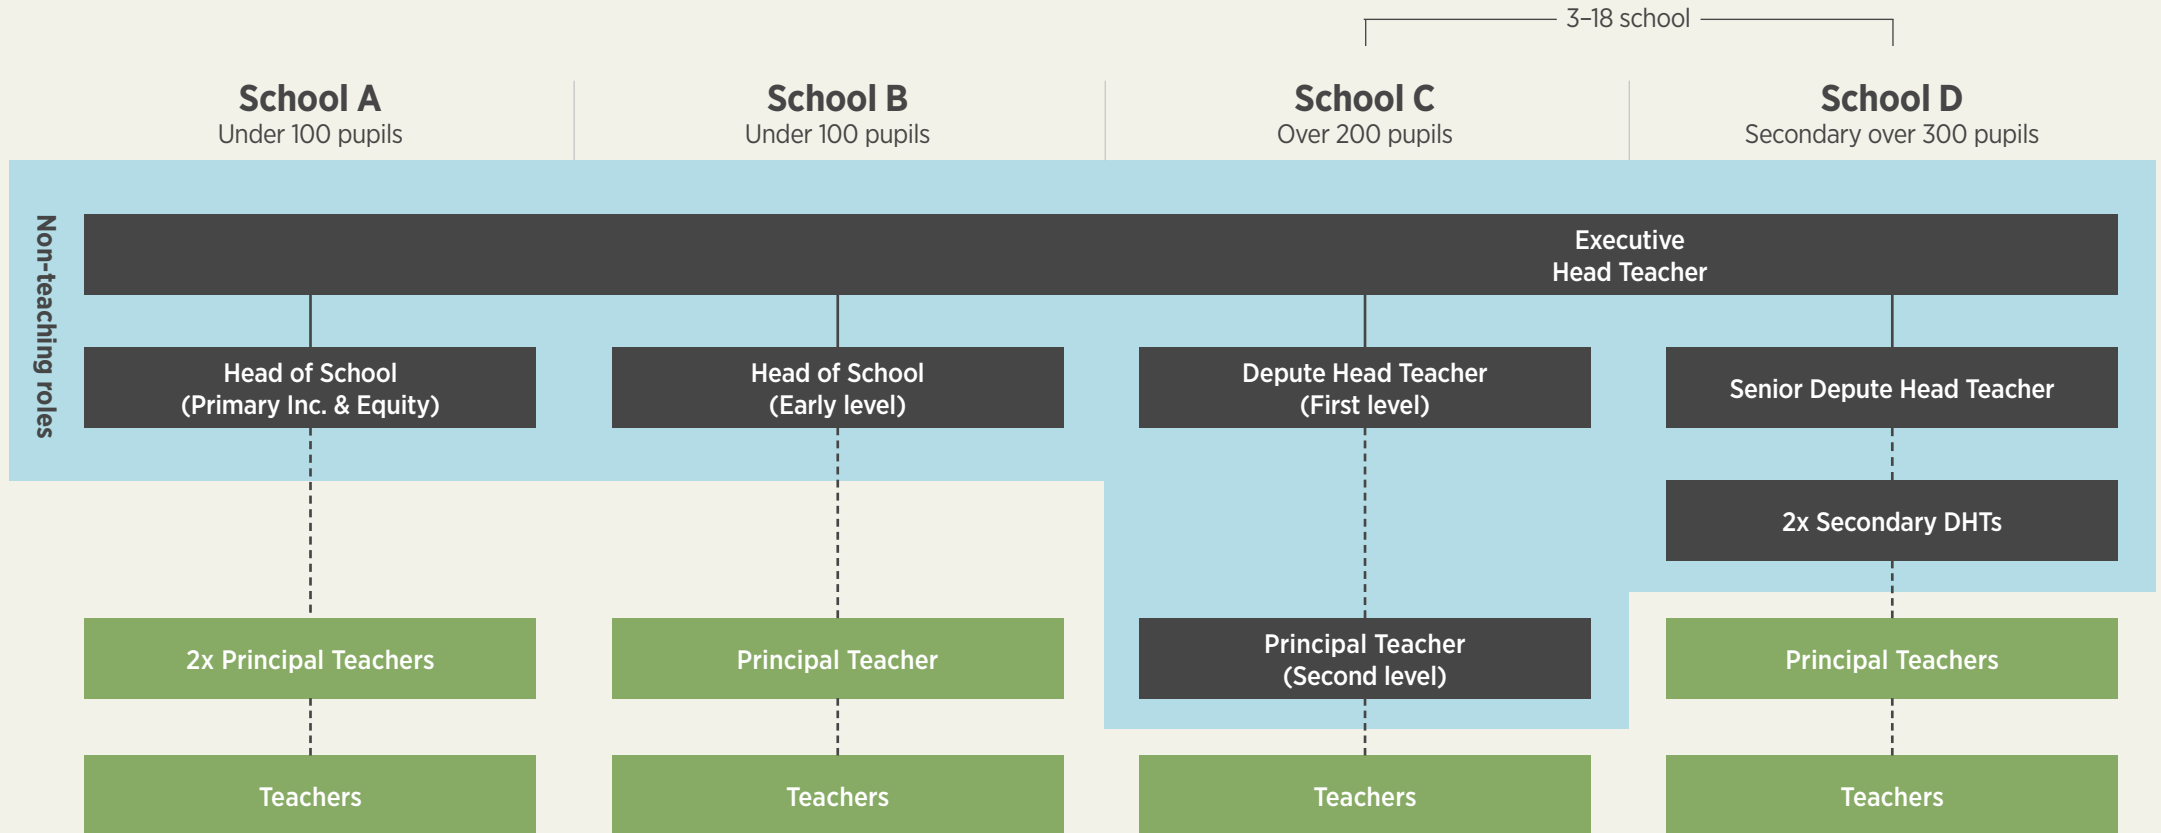 3–18 school
School A
Under 100 pupils
School B
Under 100 pupils
School C
Over 200 pupils
School D
Secondary over 300 pupils
Non-teaching roles
Executive
Head Teacher
Head of School
(Primary Inc. & Equity)
Head of School
(Early level)
Depute Head Teacher
(First level)
Senior Depute Head Teacher
2x Secondary DHTs
2x Principal Teachers
Principal Teacher
Principal Teacher
(Second level)
Principal Teachers
Teachers
Teachers
Teachers
Teachers